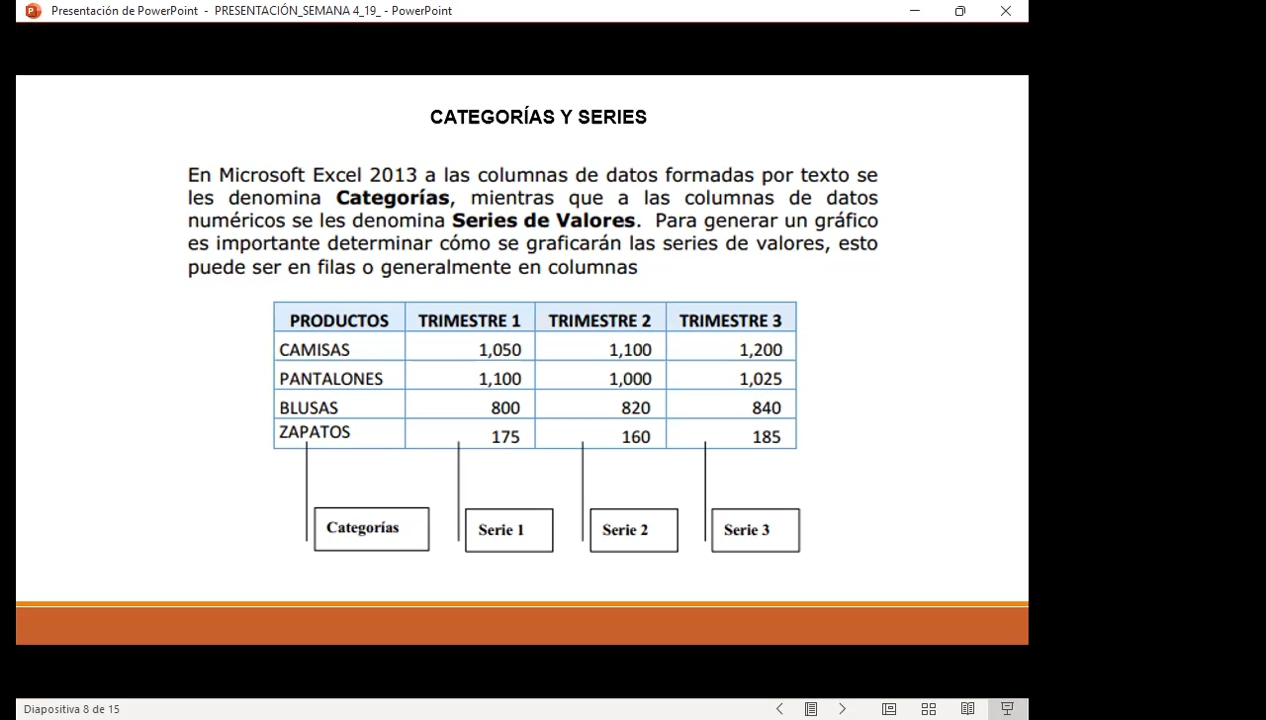 Presentación de PowerPoint - PRESENTACIÓN_SEMANA 4_19_ - PowerPoint
CATEGORÍAS Y SERIES
En Microsoft Excel 2013 a las columnas de datos formadas por texto se
les denomina Categorías, mientras que a las columnas de datos
numéricos se les denomina Series de Valores. Para generar un gráfico
es importante determinar cómo se graficarán las series de valores, esto
puede ser en filas o generalmente en columnas
PRODUCTOS TRIMESTRE 1 TRIMESTRE 2 TRIMESTRE 3
CAMISAS 1,050 1,100 1,200
PANTALONES 1,100 1,000 1,025
BLUSAS 800 820 840
ZAPATOS 175 160 185
Categorías Serie 1 Serie 2 Serie 3
Diapositiva 8 de 15